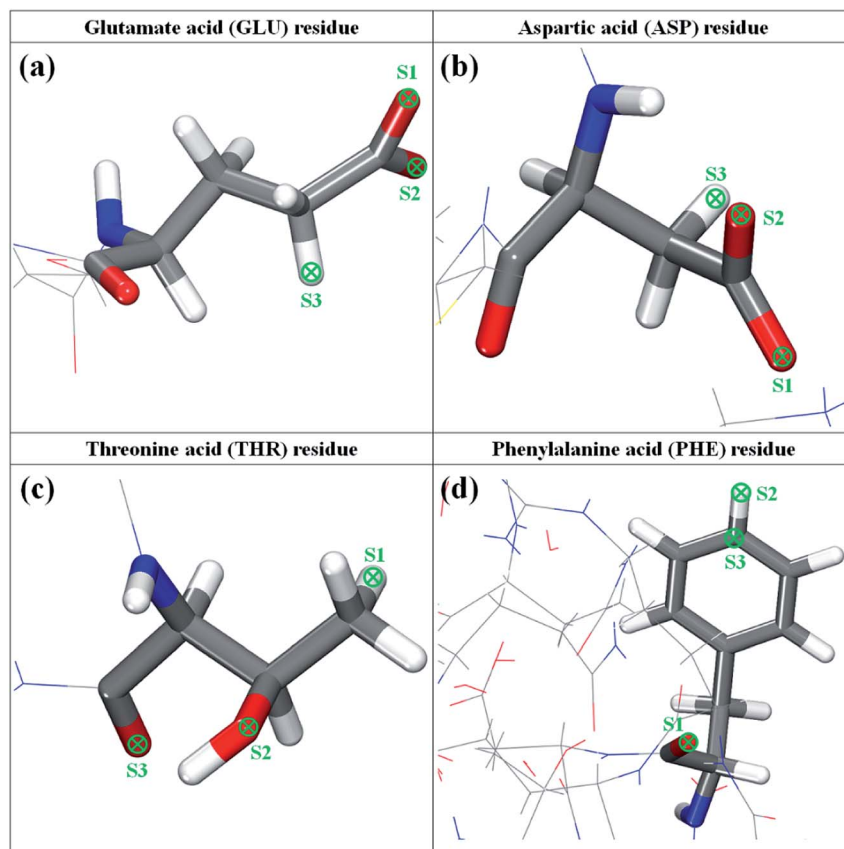 Glutamate acid (GLU) residue
Aspartic acid (ASP) residue
(a)
S1
S2
S3
(b)
S3
S2
S1
Threonine acid (THR) residue
Phenylalanine acid (PHE) residue
(c)
S1
S2
S3
(d)
S2
S3
S1